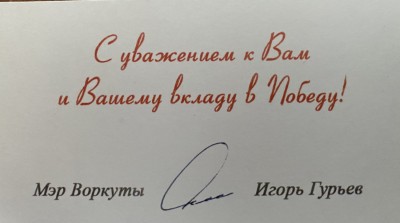 С уважением к Вам
и Вашему вкладу в Победу!
Мэр Воркуты Игорь Гурьев